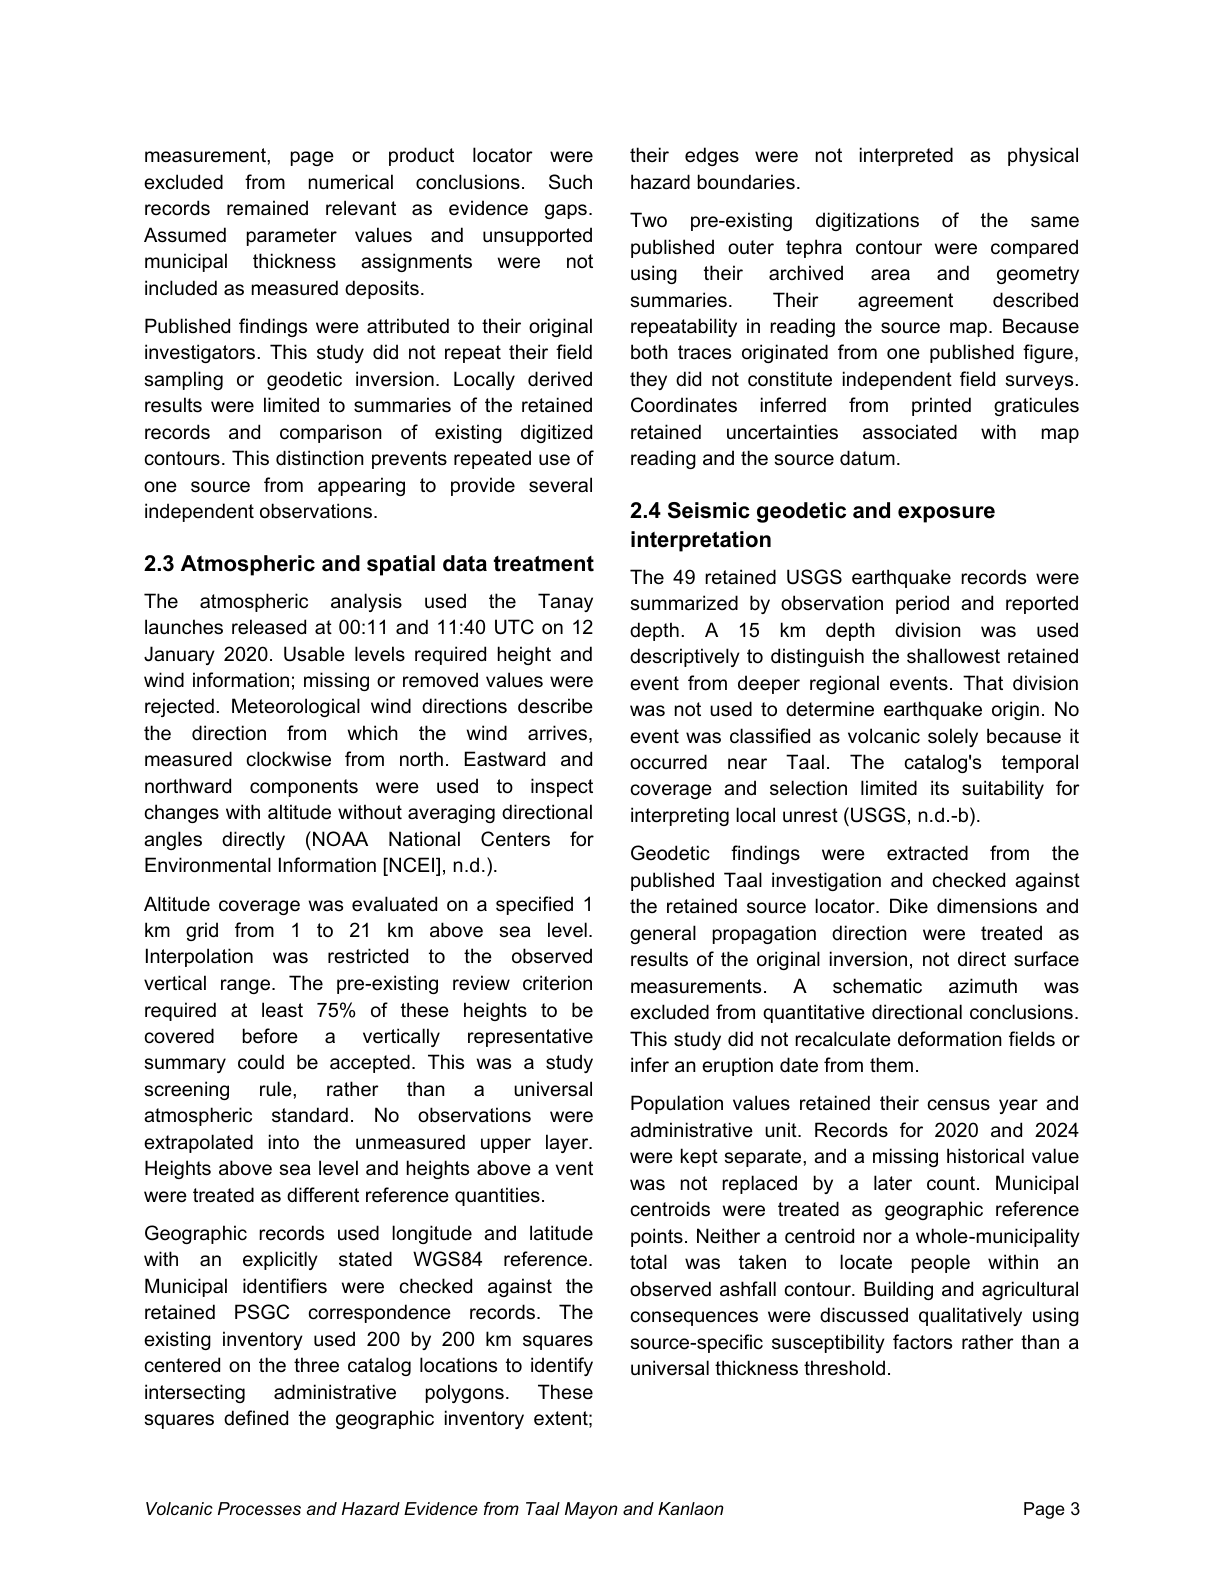 measurement, page or product locator were
excluded from numerical conclusions. Such
records remained relevant as evidence gaps.
Assumed parameter values and unsupported
municipal thickness assignments were not
included as measured deposits.
Published findings were attributed to their original
investigators. This study did not repeat their field
sampling or geodetic inversion. Locally derived
results were limited to summaries of the retained
records and comparison of existing digitized
contours. This distinction prevents repeated use of
one source from appearing to provide several
independent observations.
2.3 Atmospheric and spatial data treatment
The atmospheric analysis used the Tanay
launches released at 00:11 and 11:40 UTC on 12
January 2020. Usable levels required height and
wind information; missing or removed values were
rejected. Meteorological wind directions describe
the direction from which the wind arrives,
measured clockwise from north. Eastward and
northward components were used to inspect
changes with altitude without averaging directional
angles directly (NOAA National Centers for
Environmental Information [NCEI], n.d.).
Altitude coverage was evaluated on a specified 1
km grid from 1 to 21 km above sea level.
Interpolation was restricted to the observed
vertical range. The pre-existing review criterion
required at least 75% of these heights to be
covered before a vertically representative
summary could be accepted. This was a study
screening rule, rather than a universal
atmospheric standard. No observations were
extrapolated into the unmeasured upper layer.
Heights above sea level and heights above a vent
were treated as different reference quantities.
Geographic records used longitude and latitude
with an explicitly stated WGS84 reference.
Municipal identifiers were checked against the
retained PSGC correspondence records. The
existing inventory used 200 by 200 km squares
centered on the three catalog locations to identify
intersecting administrative polygons. These
squares defined the geographic inventory extent;
their edges were not interpreted as physical
hazard boundaries.
Two pre-existing digitizations of the same
published outer tephra contour were compared
using their archived area and geometry
summaries. Their agreement described
repeatability in reading the source map. Because
both traces originated from one published figure,
they did not constitute independent field surveys.
Coordinates inferred from printed graticules
retained uncertainties associated with map
reading and the source datum.
2.4 Seismic geodetic and exposure
interpretation
The 49 retained USGS earthquake records were
summarized by observation period and reported
depth. A 15 km depth division was used
descriptively to distinguish the shallowest retained
event from deeper regional events. That division
was not used to determine earthquake origin. No
event was classified as volcanic solely because it
occurred near Taal. The catalog's temporal
coverage and selection limited its suitability for
interpreting local unrest (USGS, n.d.-b).
Geodetic findings were extracted from the
published Taal investigation and checked against
the retained source locator. Dike dimensions and
general propagation direction were treated as
results of the original inversion, not direct surface
measurements. A schematic azimuth was
excluded from quantitative directional conclusions.
This study did not recalculate deformation fields or
infer an eruption date from them.
Population values retained their census year and
administrative unit. Records for 2020 and 2024
were kept separate, and a missing historical value
was not replaced by a later count. Municipal
centroids were treated as geographic reference
points. Neither a centroid nor a whole-municipality
total was taken to locate people within an
observed ashfall contour. Building and agricultural
consequences were discussed qualitatively using
source-specific susceptibility factors rather than a
universal thickness threshold.
Volcanic Processes and Hazard Evidence from Taal Mayon and Kanlaon
Page 3